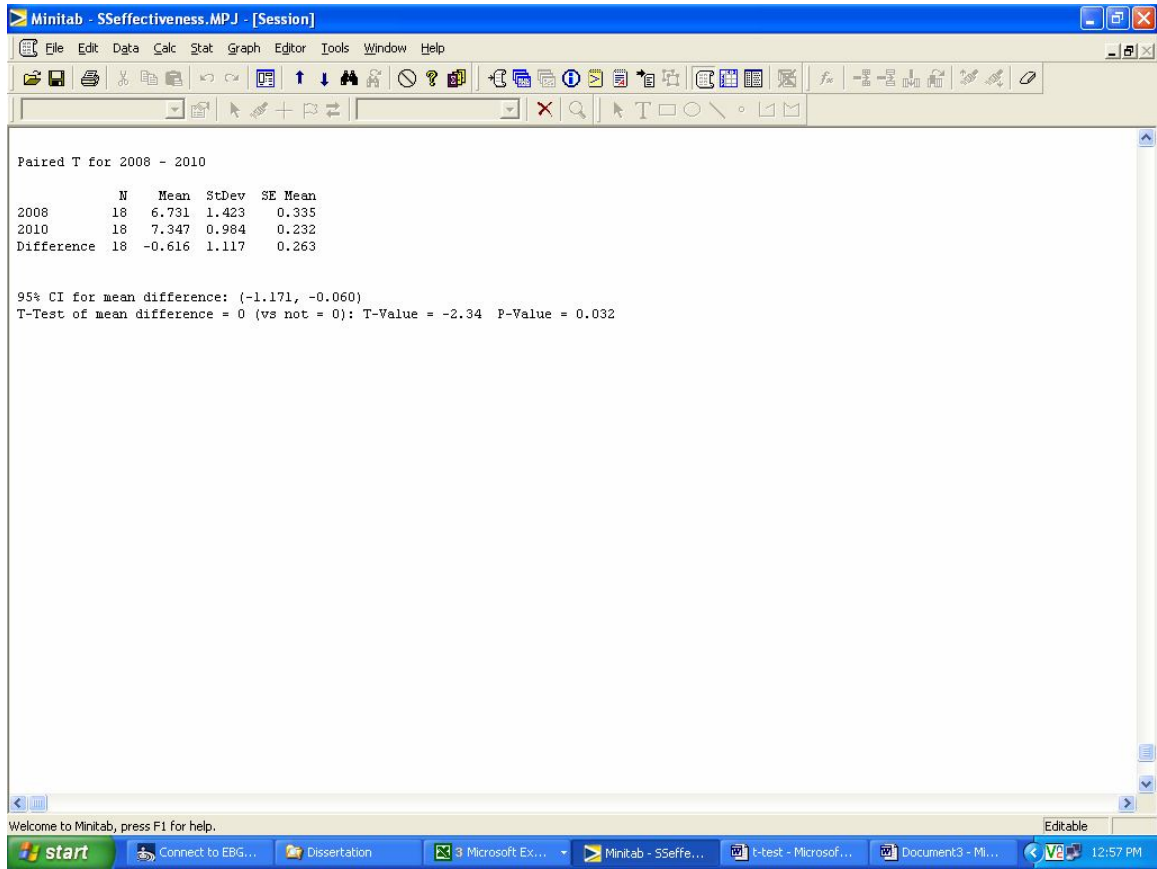 Minitab - SSeffectiveness.MPJ - [Session]
File Edit Data Calc Stat Graph Editor Tools Window Help
Paired T for 2008 - 2010
N Mean StDev SE Mean
2008 18 6.731 1.423 0.335
2010 18 7.347 0.984 0.232
Difference 18 -0.616 1.117 0.263
95% CI for mean difference: (-1.171, -0.060)
T-Test of mean difference = 0 (vs not = 0): T-Value = -2.34 P-Value = 0.032
Welcome to Minitab, press F1 for help. Editable
start Connect to EBG... Dissertation 3 Microsoft Ex... Minitab - SSeffe... t-test - Microsof... Document3 - Mi... V2 12:57 PM